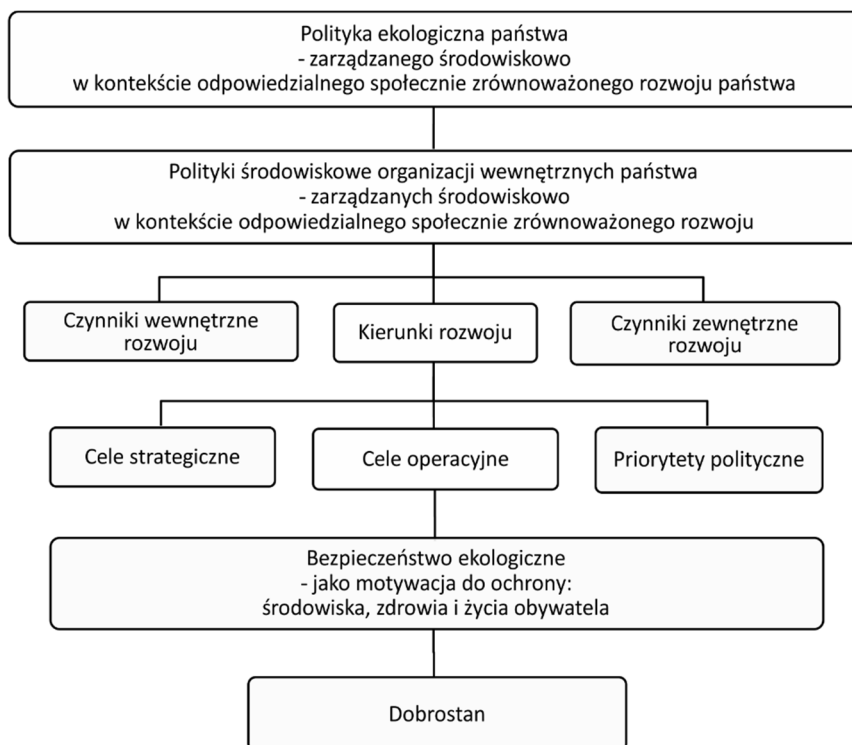 Polityka ekologiczna państwa
- zarządzanego środowiskowo
w kontekście odpowiedzialnego społecznie zrównoważonego rozwoju państwa
Polityki środowiskowe organizacji wewnętrznych państwa
- zarządzanych środowiskowo
w kontekście odpowiedzialnego społecznie zrównoważonego rozwoju
Czynniki wewnętrzne
rozwoju
Kierunki rozwoju
Czynniki zewnętrzne
rozwoju
Cele strategiczne
Cele operacyjne
Priorytety polityczne
Bezpieczeństwo ekologiczne
- jako motywacja do ochrony:
środowiska, zdrowia i życia obywatela
Dobrostan